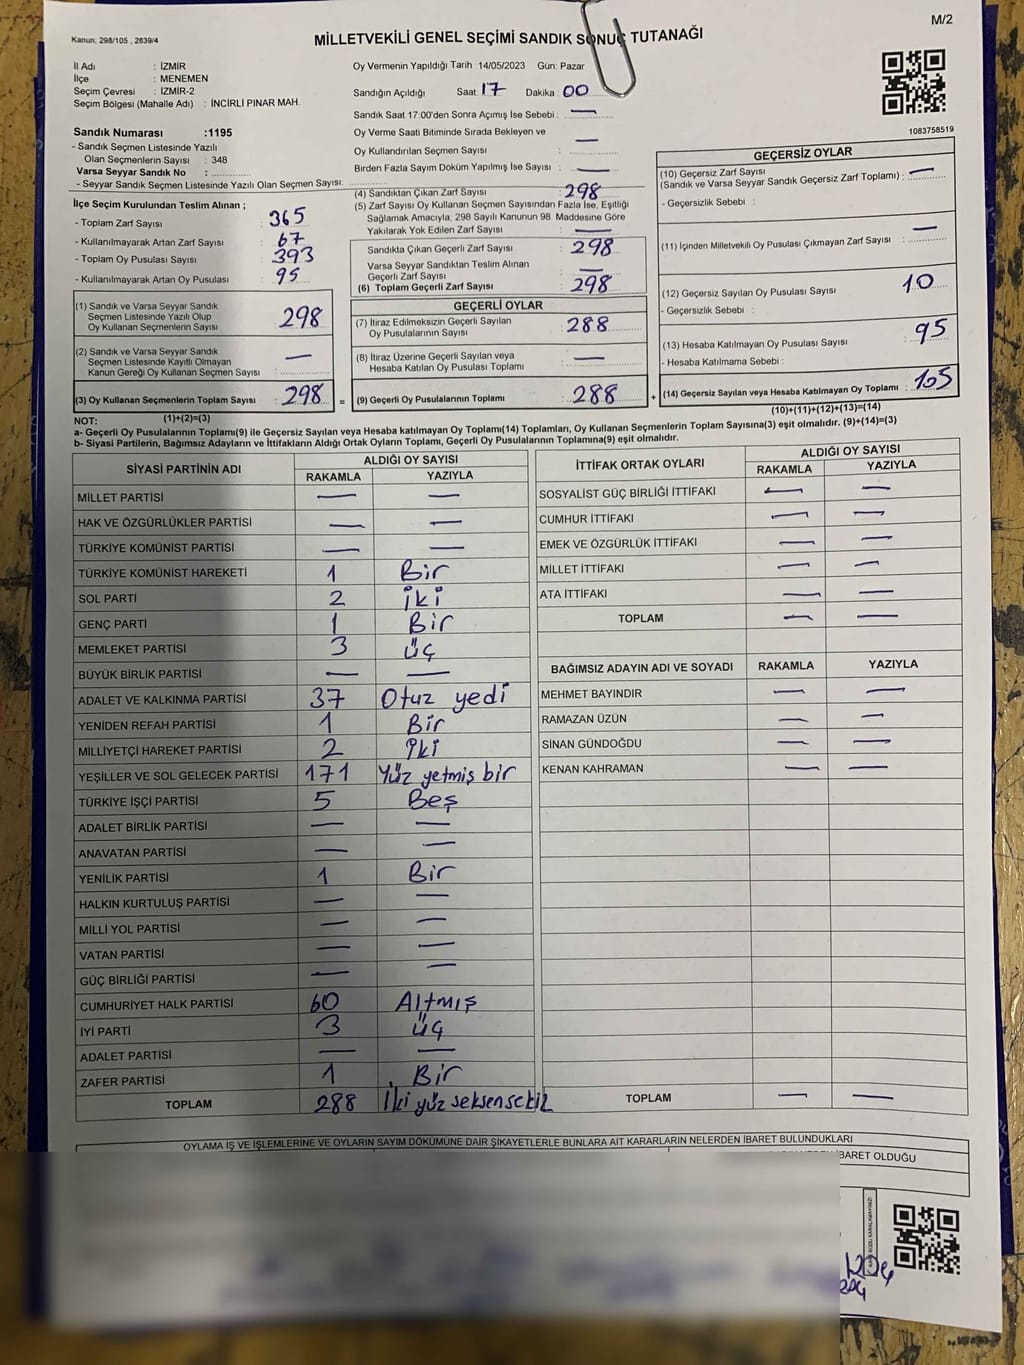 M/2
Kanun; 298/105 , 2839/4
MİLLETVEKİLİ GENEL SEÇİMİ SANDIK SONUÇ TUTANAĞI
İl Adı : İZMİR
İlçe : MENEMEN
Seçim Çevresi : İZMİR-2
Seçim Bölgesi (Mahalle Adı) : İNCİRLİ PINAR MAH.
Oy Vermenin Yapıldığı Tarih :14/05/2023 Gün: Pazar
Sandığın Açıldığı Saat: 17 Dakika: 00
Sandık Saat 17:00'den Sonra Açımış İse Sebebi : —
Oy Verme Saati Bitiminde Sırada Bekleyen ve
Oy Kullandırılan Seçmen Sayısı —
Birden Fazla Sayım Döküm Yapılmış İse Sayısı : —
1083758519
Sandık Numarası :1195
- Sandık Seçmen Listesinde Yazılı
Olan Seçmenlerin Sayısı : 348
Varsa Seyyar Sandık No :
- Seyyar Sandık Seçmen Listesinde Yazılı Olan Seçmen Sayısı:
İlçe Seçim Kurulundan Teslim Alınan ;
- Toplam Zarf Sayısı : 365
- Kullanılmayarak Artan Zarf Sayısı : 67
- Toplam Oy Pusulası Sayısı : 393
- Kullanılmayarak Artan Oy Pusulası : 95
(1) Sandık ve Varsa Seyyar Sandık
Seçmen Listesinde Yazılı Olup
Oy Kullanan Seçmenlerin Sayısı : 298
(2) Sandık ve Varsa Seyyar Sandık
Seçmen Listesinde Kayıtlı Olmayan
Kanun Gereği Oy Kullanan Seçmen Sayısı : —
(3) Oy Kullanan Seçmenlerin Toplam Sayısı : 298 =
(1)+(2)=(3)
(4) Sandıktan Çıkan Zarf Sayısı : 298
(5) Zarf Sayısı Oy Kullanan Seçmen Sayısından Fazla İse, Eşitliği
Sağlamak Amacıyla, 298 Sayılı Kanunun 98. Maddesine Göre
Yakılarak Yok Edilen Zarf Sayısı : —
Sandıkta Çıkan Geçerli Zarf Sayısı : 298
Varsa Seyyar Sandıktan Teslim Alınan
Geçerli Zarf Sayısı : —
(6) Toplam Geçerli Zarf Sayısı : 298
GEÇERLİ OYLAR
(7) İtiraz Edilmeksizin Geçerli Sayılan
Oy Pusulalarının Sayısı : 288
(8) İtiraz Üzerine Geçerli Sayılan veya
Hesaba Katılan Oy Pusulası Toplamı : —
(9) Geçerli Oy Pusulalarının Toplamı : 288 +
GEÇERSİZ OYLAR
(10) Geçersiz Zarf Sayısı
(Sandık ve Varsa Seyyar Sandık Geçersiz Zarf Toplamı) : —
- Geçersizlik Sebebi :
(11) İçinden Milletvekili Oy Pusulası Çıkmayan Zarf Sayısı : —
(12) Geçersiz Sayılan Oy Pusulası Sayısı : 10
- Geçersizlik Sebebi :
(13) Hesaba Katılmayan Oy Pusulası Sayısı : 95
- Hesaba Katılmama Sebebi :
(14) Geçersiz Sayılan veya Hesaba Katılmayan Oy Toplamı : 105
(10)+(11)+(12)+(13)=(14)
NOT:
a- Geçerli Oy Pusulalarının Toplamı(9) ile Geçersiz Sayılan veya Hesaba katılmayan Oy Toplamı(14) Toplamları, Oy Kullanan Seçmenlerin Toplam Sayısına(3) eşit olmalıdır. (9)+(14)=(3)
b- Siyasi Partilerin, Bağımsız Adayların ve İttifakların Aldığı Ortak Oyların Toplamı, Geçerli Oy Pusulalarının Toplamına(9) eşit olmalıdır.
SİYASİ PARTİNİN ADI ALDIĞI OY SAYISI
RAKAMLA YAZIYLA
MİLLET PARTİSİ — —
HAK VE ÖZGÜRLÜKLER PARTİSİ — —
TÜRKİYE KOMÜNİST PARTİSİ — —
TÜRKİYE KOMÜNİST HAREKETİ 1 Bir
SOL PARTİ 2 iki
GENÇ PARTİ 1 Bir
MEMLEKET PARTİSİ 3 üç
BÜYÜK BİRLİK PARTİSİ — —
ADALET VE KALKINMA PARTİSİ 37 Otuz yedi
YENİDEN REFAH PARTİSİ 1 Bir
MİLLİYETÇİ HAREKET PARTİSİ 2 iki
YEŞİLLER VE SOL GELECEK PARTİSİ 171 Yüz yetmiş bir
TÜRKİYE İŞÇİ PARTİSİ 5 Beş
ADALET BİRLİK PARTİSİ — —
ANAVATAN PARTİSİ — —
YENİLİK PARTİSİ 1 Bir
HALKIN KURTULUŞ PARTİSİ — —
MİLLİ YOL PARTİSİ — —
VATAN PARTİSİ — —
GÜÇ BİRLİĞİ PARTİSİ — —
CUMHURİYET HALK PARTİSİ 60 Altmış
İYİ PARTİ 3 üç
ADALET PARTİSİ — —
ZAFER PARTİSİ 1 Bir
TOPLAM 288 İki yüz seksen sekiz
İTTİFAK ORTAK OYLARI ALDIĞI OY SAYISI
RAKAMLA YAZIYLA
SOSYALİST GÜÇ BİRLİĞİ İTTİFAKI — —
CUMHUR İTTİFAKI — —
EMEK VE ÖZGÜRLÜK İTTİFAKI — —
MİLLET İTTİFAKI — —
ATA İTTİFAKI — —
TOPLAM — —
BAĞIMSIZ ADAYIN ADI VE SOYADI RAKAMLA YAZIYLA
MEHMET BAYINDIR — —
RAMAZAN ÜZÜN — —
SİNAN GÜNDOĞDU — —
KENAN KAHRAMAN — —
TOPLAM — —
OYLAMA İŞ VE İŞLEMLERİNE VE OYLARIN SAYIM DÖKÜMÜNE DAİR ŞİKAYETLERLE BUNLARA AİT KARARLARIN NELERDEN İBARET BULUNDUKLARI
İBARET OLDUĞU